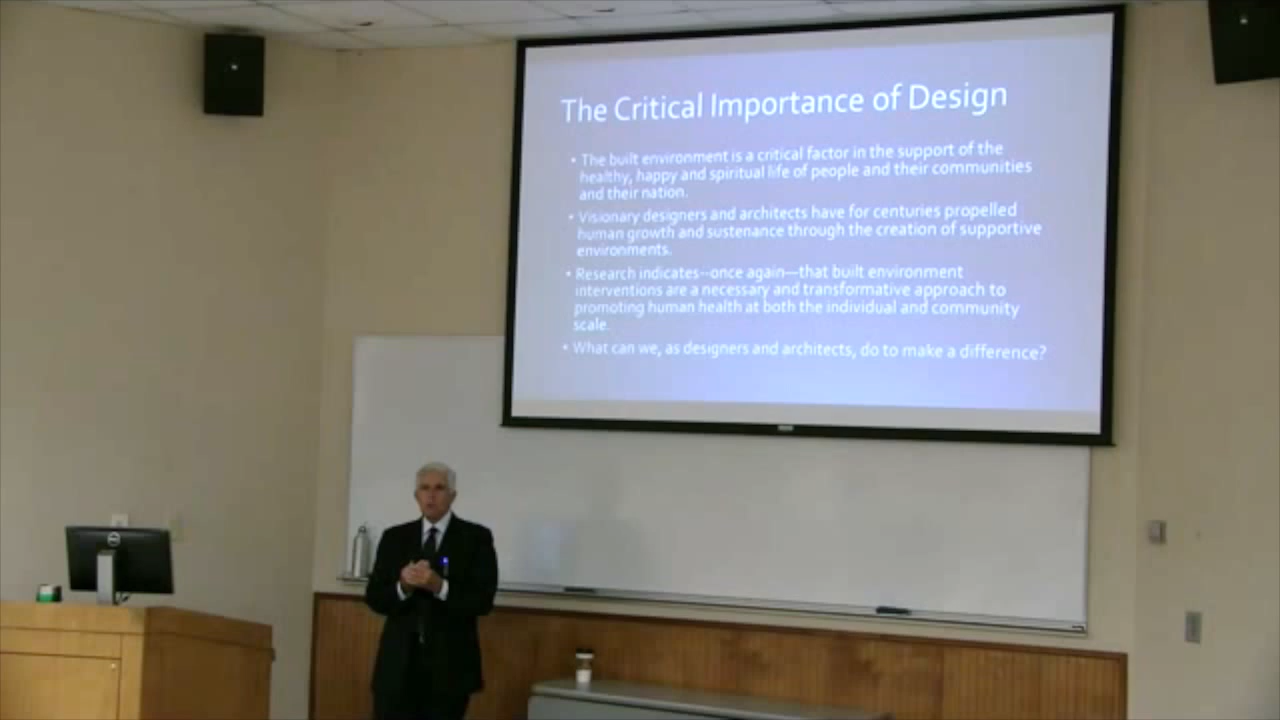 The Critical Importance of Design
• The built environment is a critical factor in the support of the
healthy, happy and spiritual life of people and their communities
and their nation.
• Visionary designers and architects have for centuries propelled
human growth and sustenance through the creation of supportive
environments.
• Research indicates--once again—that built environment
interventions are a necessary and transformative approach to
promoting human health at both the individual and community
scale.
• What can we, as designers and architects, do to make a difference?
DELL